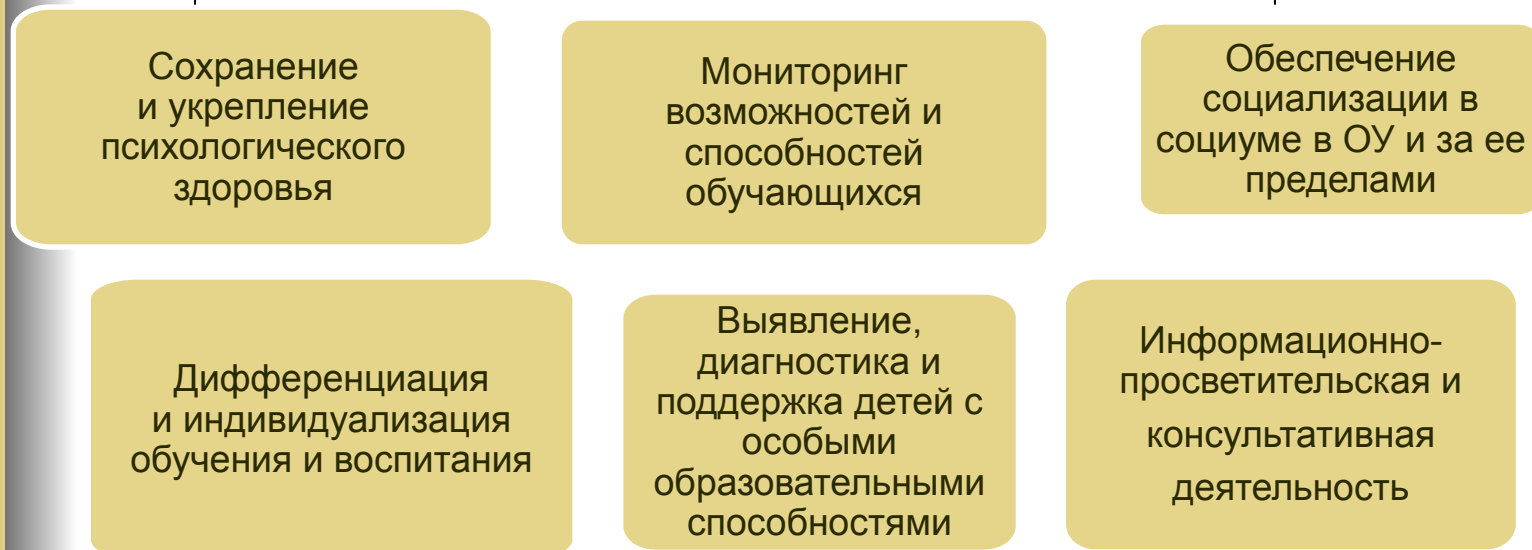 Сохранение
и укрепление
психологического
здоровья
Мониторинг
возможностей и
способностей
обучающихся
Обеспечение
социализации в
социуме в ОУ и за ее
пределами
Дифференциация
и индивидуализация
обучения и воспитания
Выявление,
диагностика и
поддержка детей с
особыми
образовательными
способностями
Информационно-
просветительская и
консультативная
деятельность